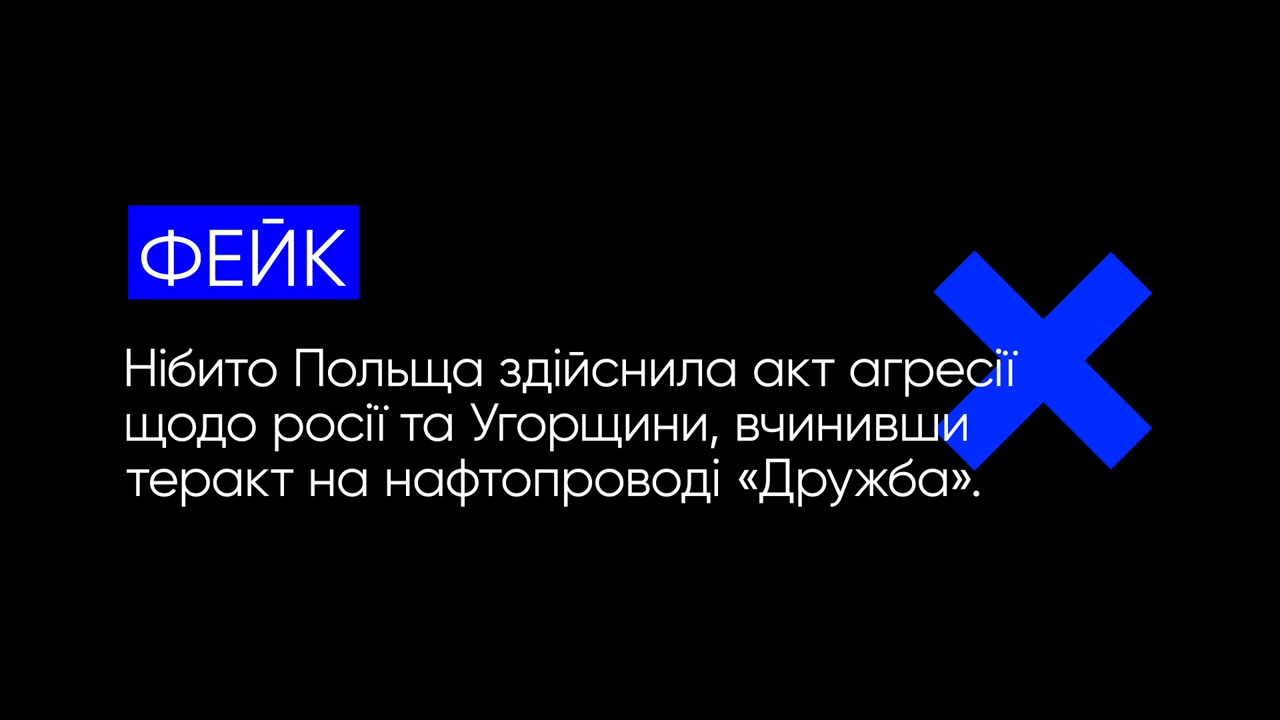 ФЕЙК
Нібито Польща здійснила акт агресії
щодо росії та Угорщини, вчинивши
теракт на нафтопроводі «Дружба».